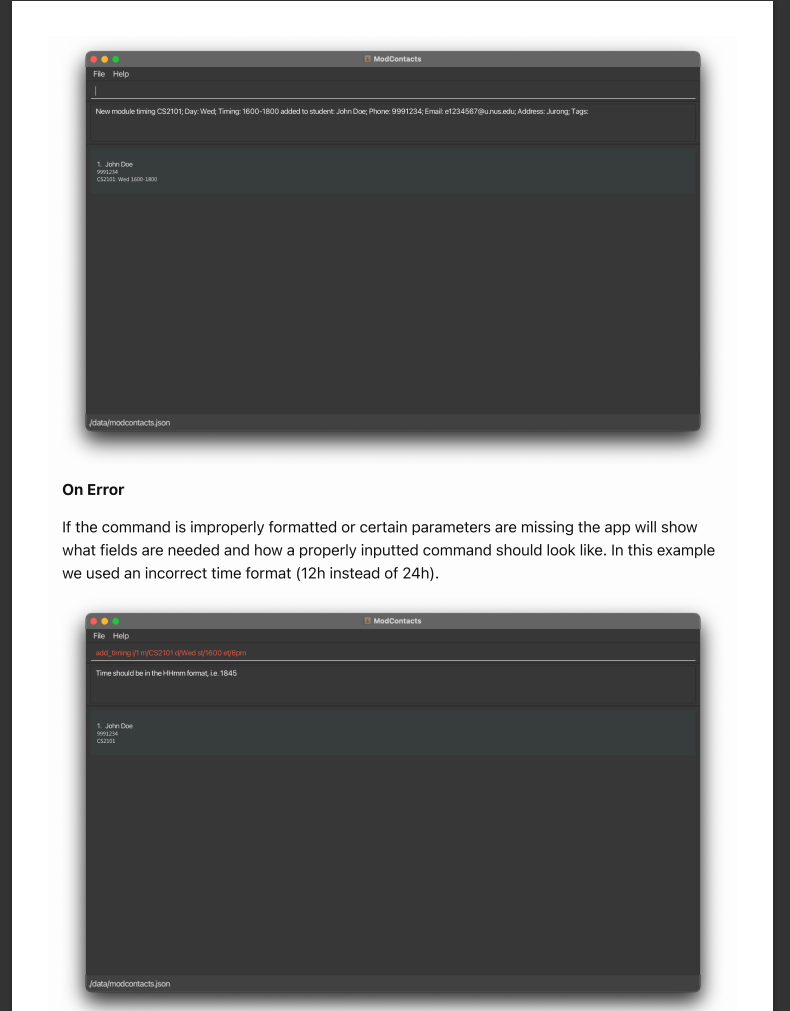 ModContacts
File Help
New module timing CS2101; Day: Wed; Timing: 1600-1800 added to student: John Doe; Phone: 9991234; Email: e1234567@u.nus.edu; Address: Jurong; Tags:
1. John Doe
9991234
CS2101: Wed 1600-1800
./data/modcontacts.json
On Error
If the command is improperly formatted or certain parameters are missing the app will show
what fields are needed and how a properly inputted command should look like. In this example
we used an incorrect time format (12h instead of 24h).
ModContacts
File Help
add_timing i/1 m/CS2101 d/Wed st/1600 et/6pm
Time should be in the HHmm format, i.e. 1845
1. John Doe
9991234
CS2101
./data/modcontacts.json